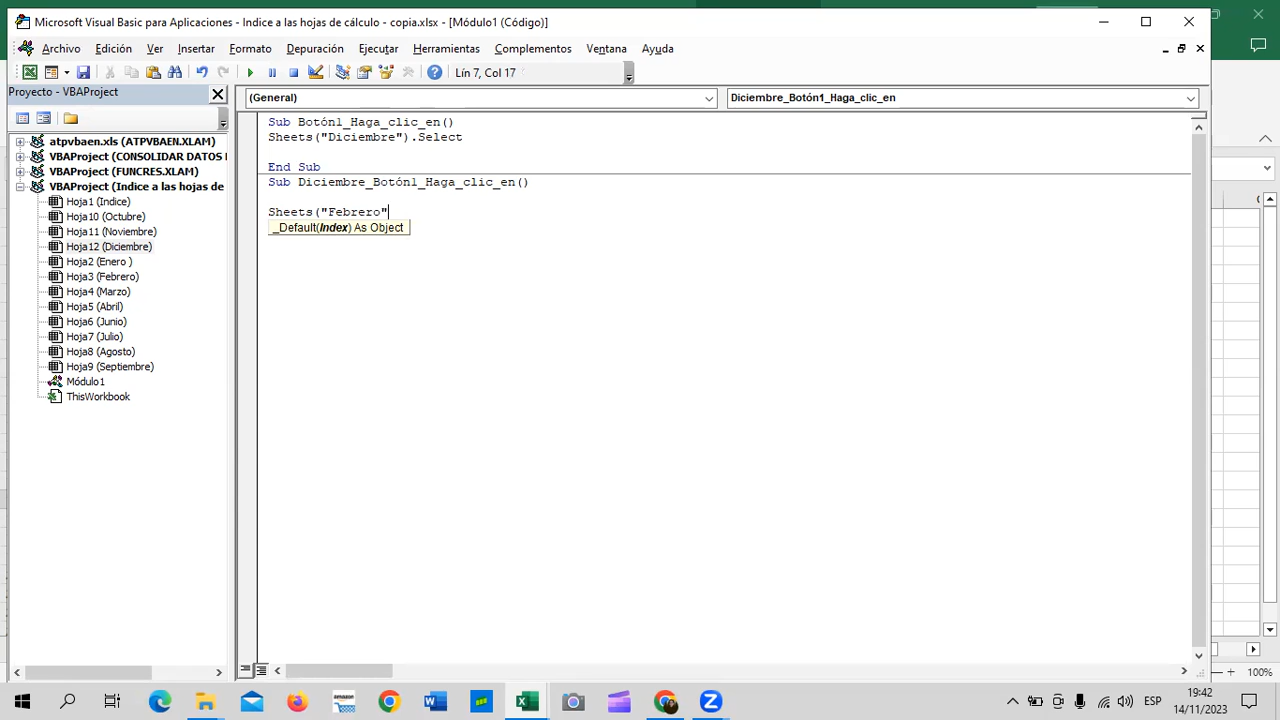 Microsoft Visual Basic para Aplicaciones - Indice a las hojas de cálculo - copia.xlsx - [Módulo1 (Código)]
Archivo Edición Ver Insertar Formato Depuración Ejecutar Herramientas Complementos Ventana Ayuda
Lín 7, Col 17
Proyecto - VBAProject
(General)
Diciembre_Botón1_Haga_clic_en
atpvbaen.xls (ATPVBAEN.XLAM)
VBAProject (CONSOLIDAR DATOS
VBAProject (FUNCRES.XLAM)
VBAProject (Indice a las hojas de
Hoja1 (Indice)
Hoja10 (Octubre)
Hoja11 (Noviembre)
Hoja12 (Diciembre)
Hoja2 (Enero )
Hoja3 (Febrero)
Hoja4 (Marzo)
Hoja5 (Abril)
Hoja6 (Junio)
Hoja7 (Julio)
Hoja8 (Agosto)
Hoja9 (Septiembre)
Módulo1
ThisWorkbook
Sub Botón1_Haga_clic_en()
Sheets("Diciembre").Select
End Sub
Sub Diciembre_Botón1_Haga_clic_en()
Sheets("Febrero"
_Default(Index) As Object
100%
amazon
ESP
19:42
14/11/2023